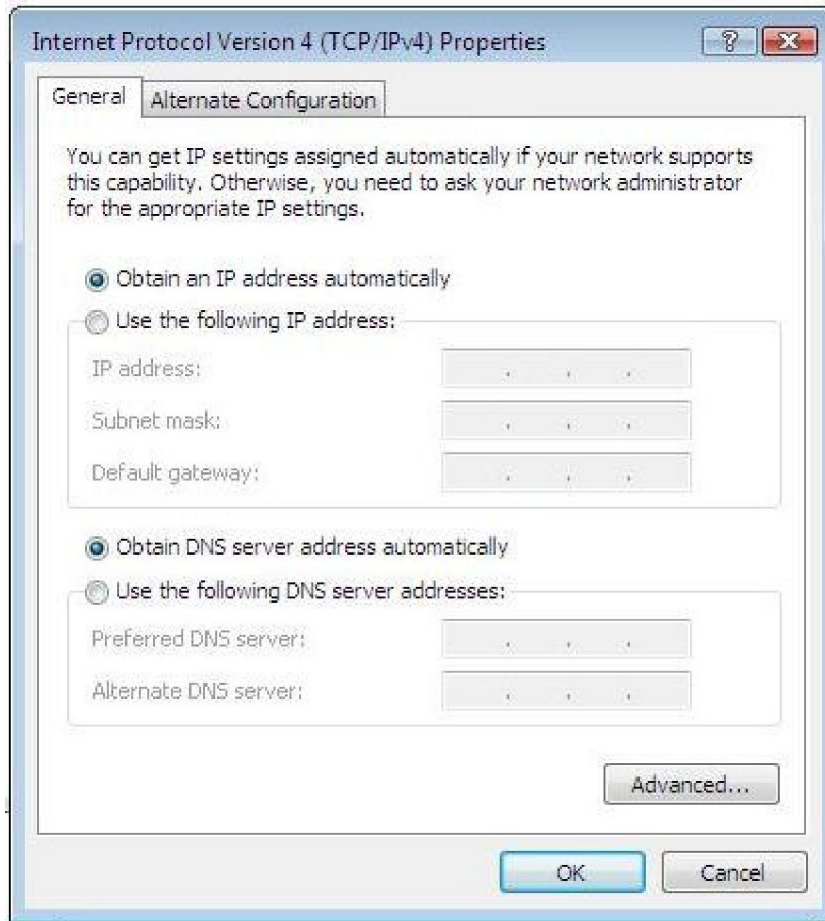 Internet Protocol Version 4 (TCP/IPv4) Properties
General
Alternate Configuration
You can get IP settings assigned automatically if your network supports
this capability. Otherwise, you need to ask your network administrator
for the appropriate IP settings.
Obtain an IP address automatically
Use the following IP address:
IP address:
Subnet mask:
Default gateway:
Obtain DNS server address automatically
Use the following DNS server addresses:
Preferred DNS server:
Alternate DNS server:
Advanced...
OK
Cancel